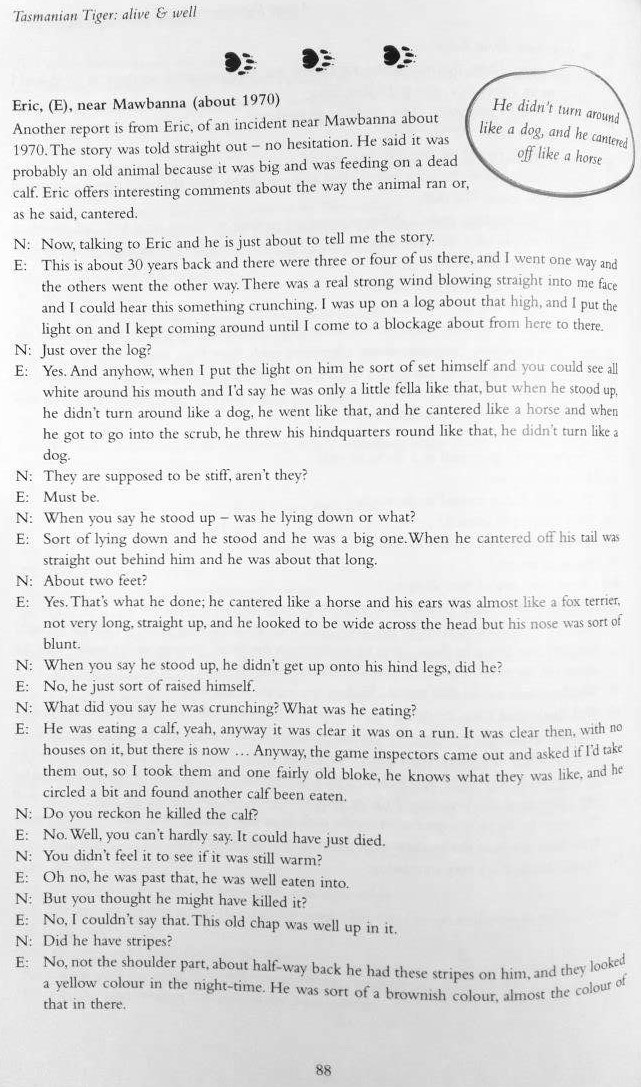 Tasmanian Tiger: alive & well
Eric, (E), near Mawbanna (about 1970)
Another report is from Eric, of an incident near Mawbanna about
1970. The story was told straight out – no hesitation. He said it was
probably an old animal because it was big and was feeding on a dead
calf. Eric offers interesting comments about the way the animal ran or,
as he said, cantered.
He didn't turn around
like a dog, and he cantered
off like a horse
N: Now, talking to Eric and he is just about to tell me the story.
E: This is about 30 years back and there were three or four of us there, and I went one way and
the others went the other way. There was a real strong wind blowing straight into me face
and I could hear this something crunching. I was up on a log about that high, and I put the
light on and I kept coming around until I come to a blockage about from here to there.
N: Just over the log?
E: Yes. And anyhow, when I put the light on him he sort of set himself and you could see all
white around his mouth and I'd say he was only a little fella like that, but when he stood up,
he didn't turn around like a dog, he went like that, and he cantered like a horse and when
he got to go into the scrub, he threw his hindquarters round like that, he didn't turn like a
dog.
N: They are supposed to be stiff, aren't they?
E: Must be.
N: When you say he stood up – was he lying down or what?
E: Sort of lying down and he stood and he was a big one. When he cantered off his tail was
straight out behind him and he was about that long.
N: About two feet?
E: Yes. That's what he done; he cantered like a horse and his ears was almost like a fox terrier,
not very long, straight up, and he looked to be wide across the head but his nose was sort of
blunt.
N: When you say he stood up, he didn't get up onto his hind legs, did he?
E: No, he just sort of raised himself.
N: What did you say he was crunching? What was he eating?
E: He was eating a calf, yeah, anyway it was clear it was on a run. It was clear then, with no
houses on it, but there is now ... Anyway, the game inspectors came out and asked if I'd take
them out, so I took them and one fairly old bloke, he knows what they was like, and he
circled a bit and found another calf been eaten.
N: Do you reckon he killed the calf?
E: No. Well, you can't hardly say. It could have just died.
N: You didn't feel it to see if it was still warm?
E: Oh no, he was past that, he was well eaten into.
N: But you thought he might have killed it?
E: No, I couldn't say that. This old chap was well up in it.
N: Did he have stripes?
E: No, not the shoulder part, about half-way back he had these stripes on him, and they looked
a yellow colour in the night-time. He was sort of a brownish colour, almost the colour of
that in there.
88